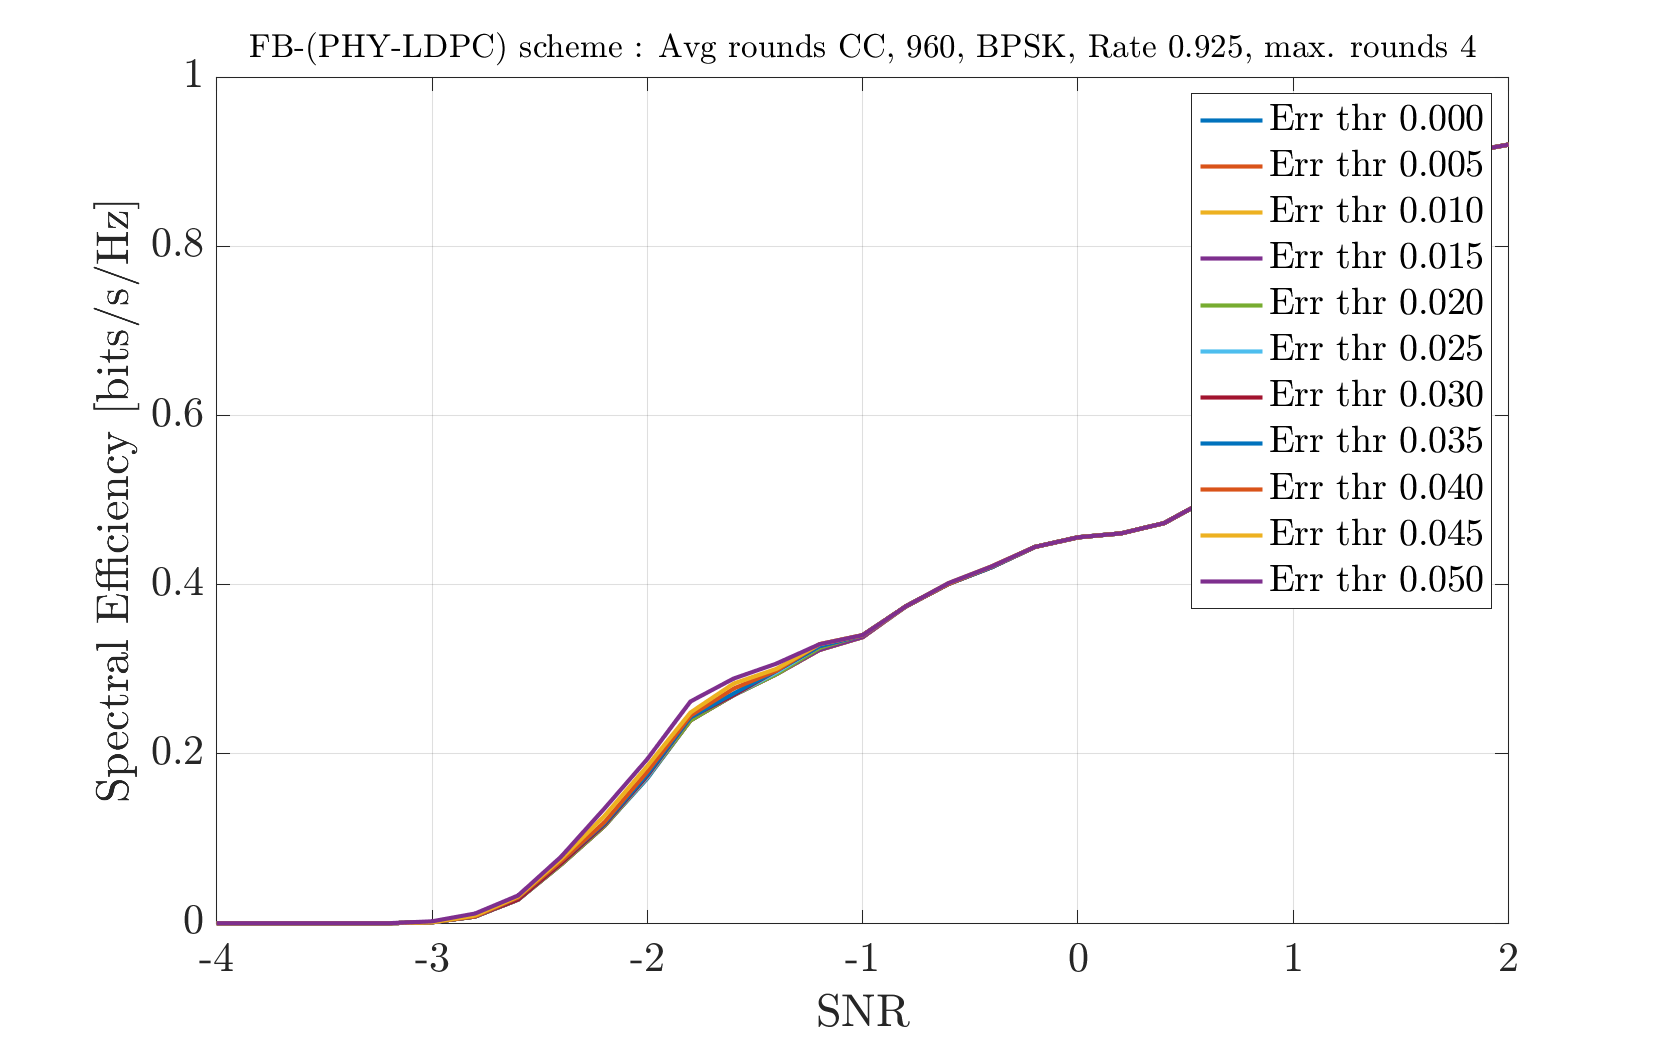 FB-(PHY-LDPC) scheme : Avg rounds CC, 960, BPSK, Rate 0.925, max. rounds 4
Spectral Efficiency [bits/s/Hz]
1
0.8
0.6
0.4
0.2
0
-4
-3
-2
-1
0
1
2
SNR
Err thr 0.000
Err thr 0.005
Err thr 0.010
Err thr 0.015
Err thr 0.020
Err thr 0.025
Err thr 0.030
Err thr 0.035
Err thr 0.040
Err thr 0.045
Err thr 0.050